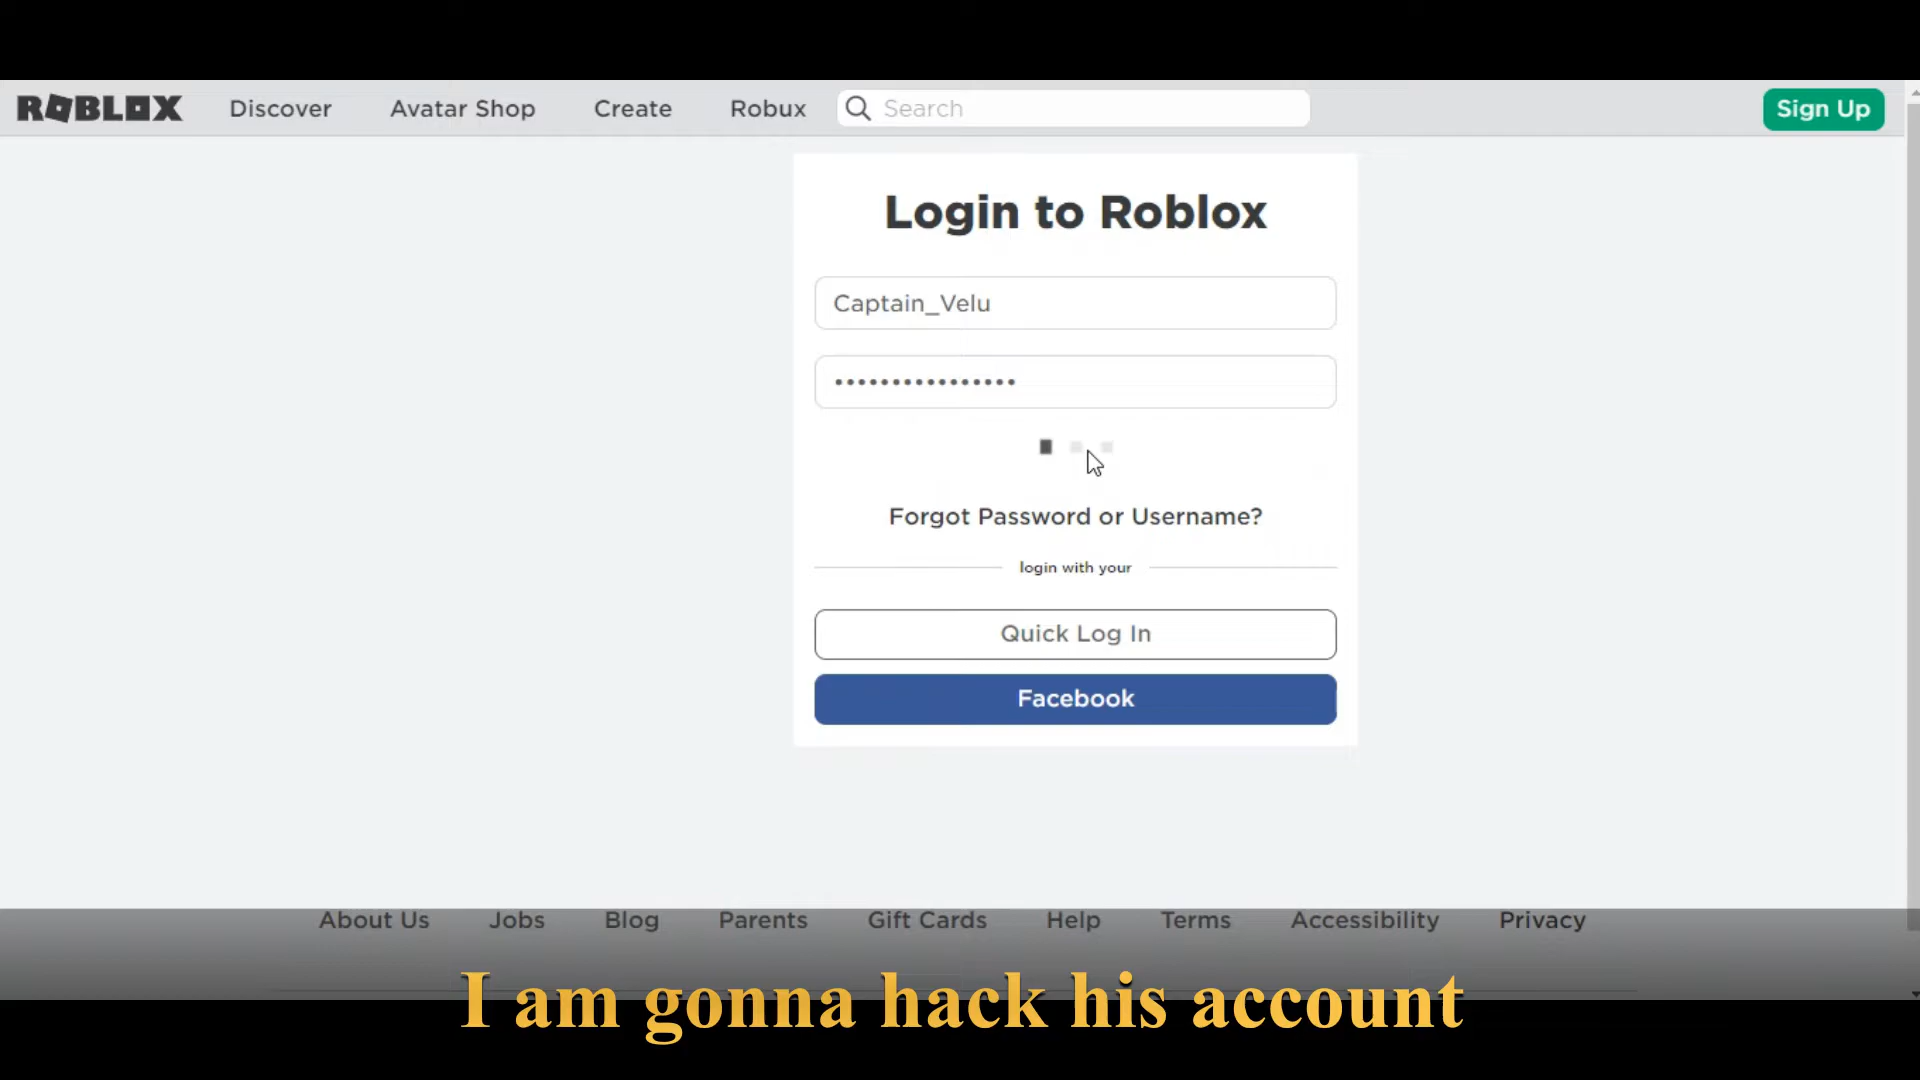 ROBLOX Discover Avatar Shop Create Robux Search Sign Up
Login to Roblox
Captain_Velu
••••••••••••••••
Forgot Password or Username?
login with your
Quick Log In
Facebook
About Us Jobs Blog Parents Gift Cards Help Terms Accessibility Privacy
I am gonna hack his account